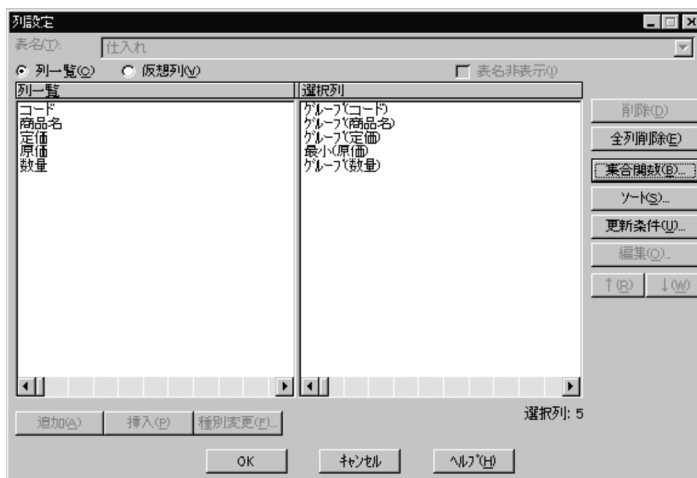 列設定
表名(T): 仕入れ
列一覧(C) 仮想列(V) 表名非表示(I)
列一覧
コード
商品名
定価
原価
数量
選択列
ｸﾞﾙｰﾌﾟ(コード)
ｸﾞﾙｰﾌﾟ(商品名)
ｸﾞﾙｰﾌﾟ(定価)
最小(原価)
ｸﾞﾙｰﾌﾟ(数量)
削除(D)
全列削除(E)
集合関数(B)...
ｿｰﾄ(S)...
更新条件(U)...
編集(O)...
↑(R) ↓(W)
選択列: 5
追加(A) 挿入(P) 種別変更(F)...
OK ｷｬﾝｾﾙ ﾍﾙﾌﾟ(H)